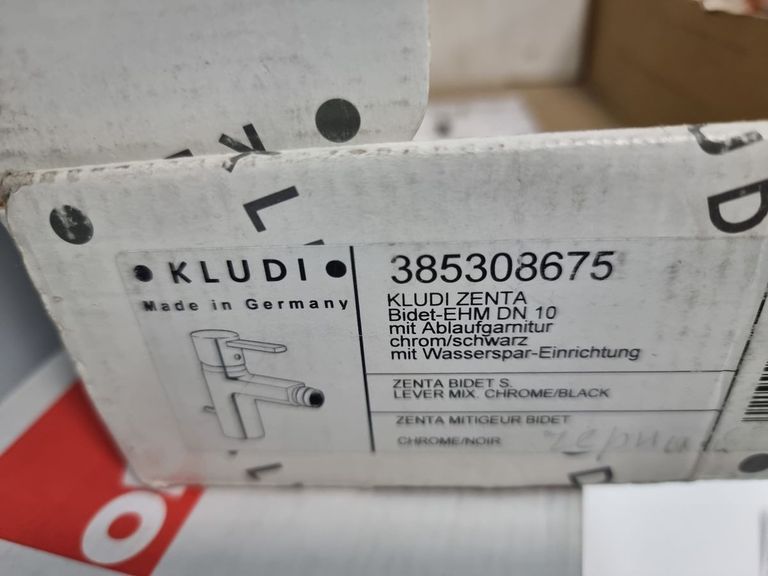 KLUDI
Made in Germany
385308675
KLUDI ZENTA
Bidet-EHM DN 10
mit Ablaufgarnitur
chrom/schwarz
mit Wasserspar-Einrichtung
ZENTA BIDET S.
LEVER MIX. CHROME/BLACK
ZENTA MITIGEUR BIDET
CHROME/NOIR